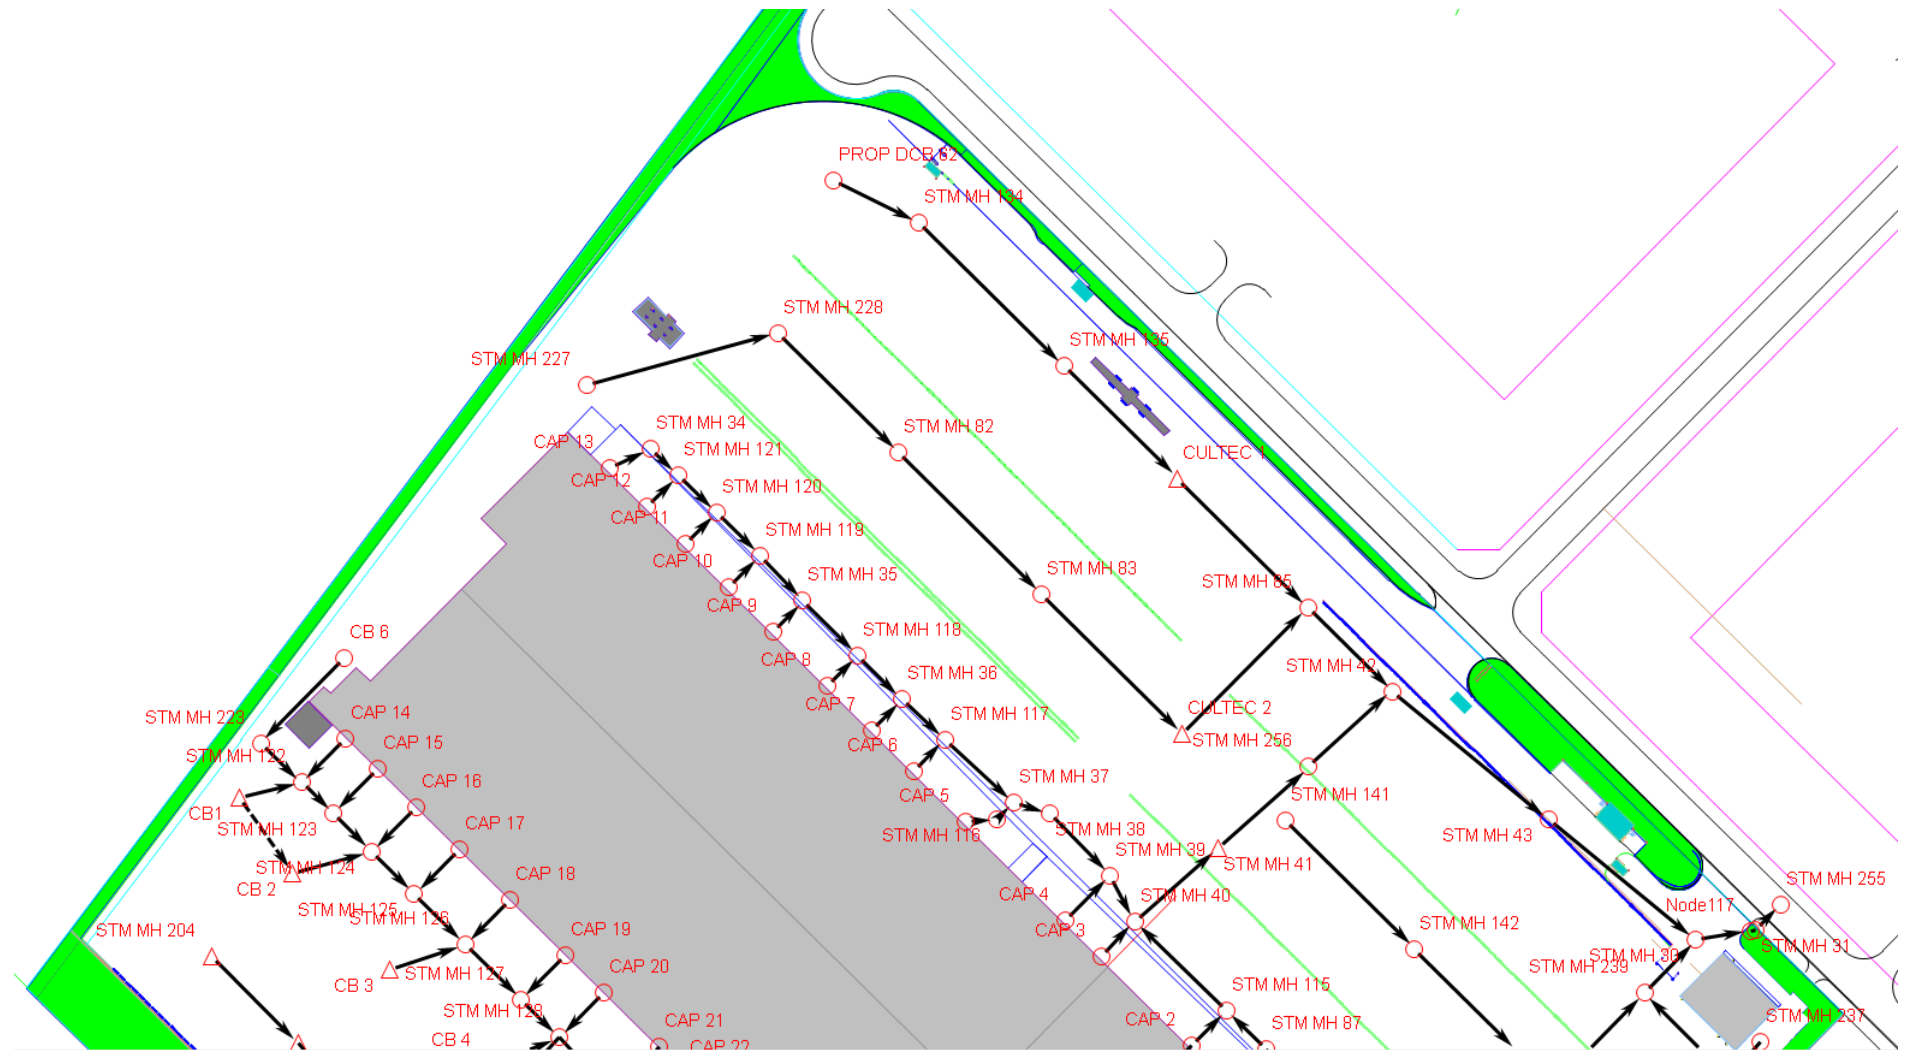 PROP DCB 62
STM MH 134
STM MH 228
STM MH 135
STM MH 227
STM MH 34
STM MH 82
CAP 13
STM MH 121
CULTEC 1
CAP 12
STM MH 120
CAP 11
STM MH 119
CAP 10
STM MH 83
STM MH 35
STM MH 85
CAP 9
STM MH 118
CB 6
CAP 8
STM MH 36
STM MH 42
CAP 7
CULTEC 2
CAP 14
STM MH 223
STM MH 117
STM MH 256
CAP 15
CAP 6
STM MH 122
STM MH 37
CAP 16
CAP 5
STM MH 141
CB1
CAP 17
STM MH 123
STM MH 38
STM MH 116
STM MH 43
STM MH 39
STM MH 41
STM MH 124
CAP 18
STM MH 255
CB 2
CAP 4
STM MH 40
Node117
STM MH 125
STM MH 126
STM MH 142
CAP 19
CAP 3
STM MH 204
STM MH 31
STM MH 30
CAP 20
STM MH 239
STM MH 127
CB 3
STM MH 115
STM MH 128
STM MH 237
CAP 21
CAP 2
STM MH 87
CB 4
CAP 22